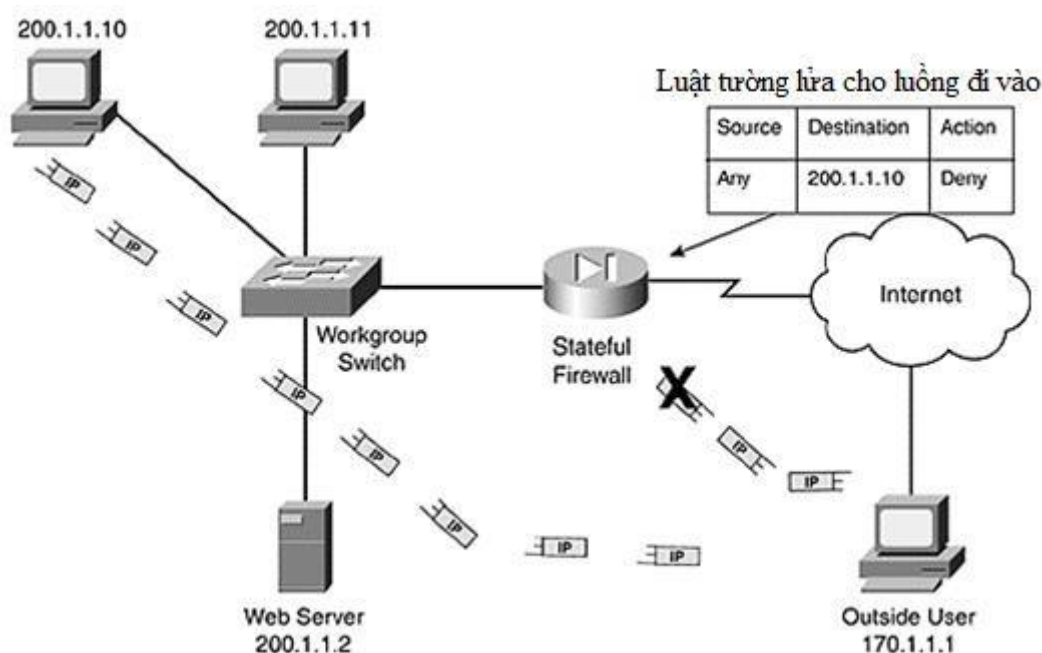 200.1.1.10
200.1.1.11
Luật tường lửa cho luồng đi vào
Source Destination Action
Any 200.1.1.10 Deny
IP
IP
IP
IP
IP
IP
IP
IP
IP
IP
Workgroup
Switch
Stateful
Firewall
X
Internet
Web Server
200.1.1.2
Outside User
170.1.1.1